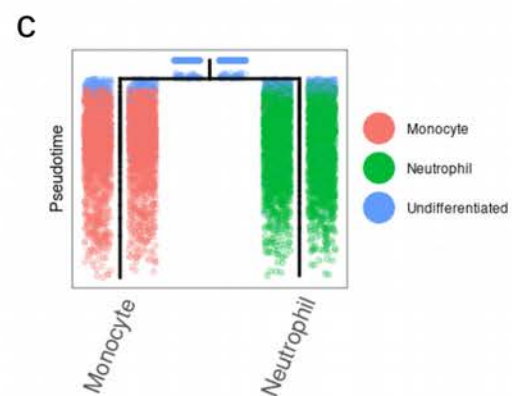 C
Pseudotime
Monocyte
Neutrophil
Undifferentiated
Monocyte
Neutrophil